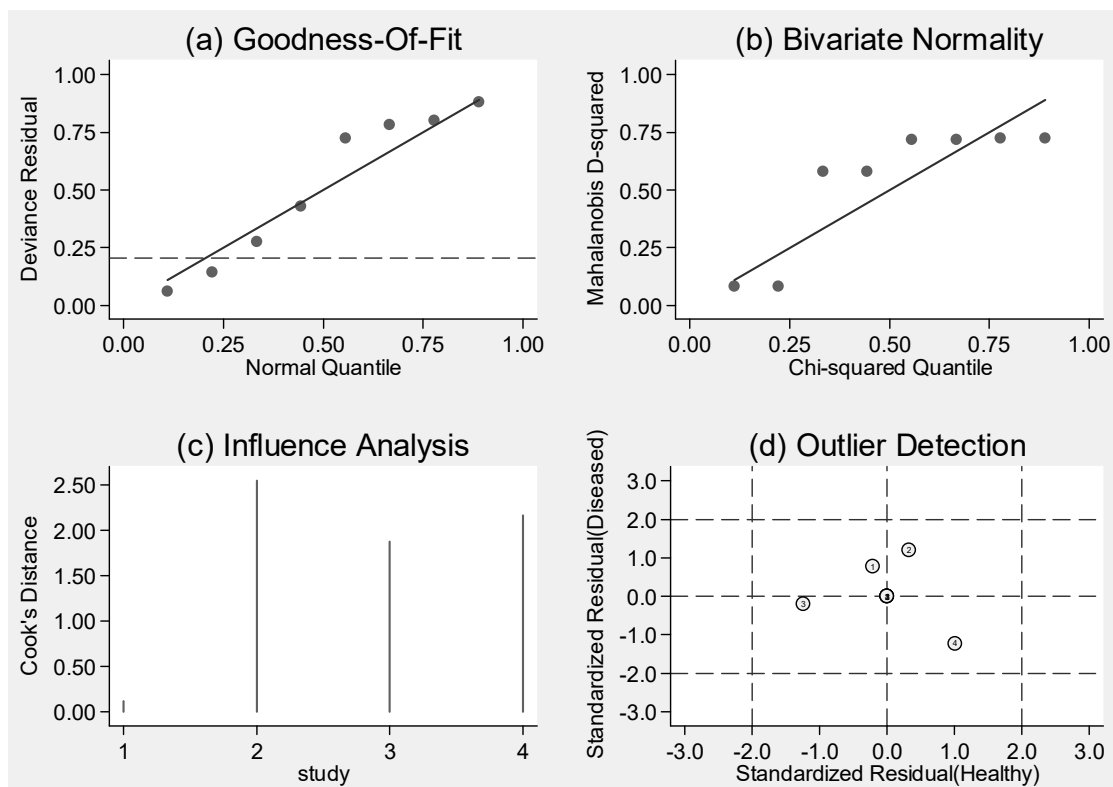 (a) Goodness-Of-Fit
Deviance Residual
1.00
0.75
0.50
0.25
0.00
0.00 0.25 0.50 0.75 1.00
Normal Quantile
(b) Bivariate Normality
Mahalanobis D-squared
1.00
0.75
0.50
0.25
0.00
0.00 0.25 0.50 0.75 1.00
Chi-squared Quantile
(c) Influence Analysis
Cook's Distance
2.50
2.00
1.50
1.00
0.50
0.00
1 2 3 4
study
(d) Outlier Detection
Standardized Residual(Diseased)
3.0
2.0
1.0
0.0
-1.0
-2.0
-3.0
2
1
3
4
-3.0 -2.0 -1.0 0.0 1.0 2.0 3.0
Standardized Residual(Healthy)